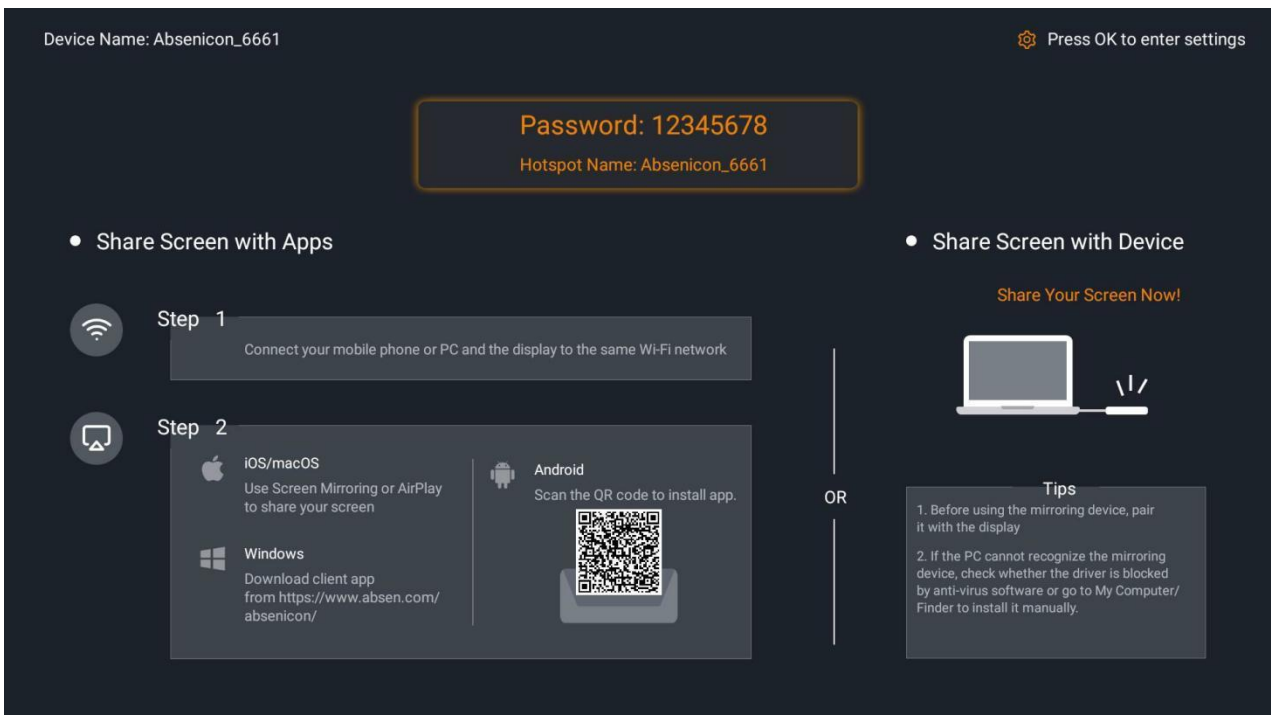 Device Name: Absenicon_6661
Press OK to enter settings
Password: 12345678
Hotspot Name: Absenicon_6661
Share Screen with Apps
Step 1
Connect your mobile phone or PC and the display to the same Wi-Fi network
Step 2
iOS/macOS
Use Screen Mirroring or AirPlay
to share your screen
Windows
Download client app
from https://www.absen.com/
absenicon/
Android
Scan the QR code to install app.
OR
Share Screen with Device
Share Your Screen Now!
Tips
1. Before using the mirroring device, pair
it with the display
2. If the PC cannot recognize the mirroring
device, check whether the driver is blocked
by anti-virus software or go to My Computer/
Finder to install it manually.